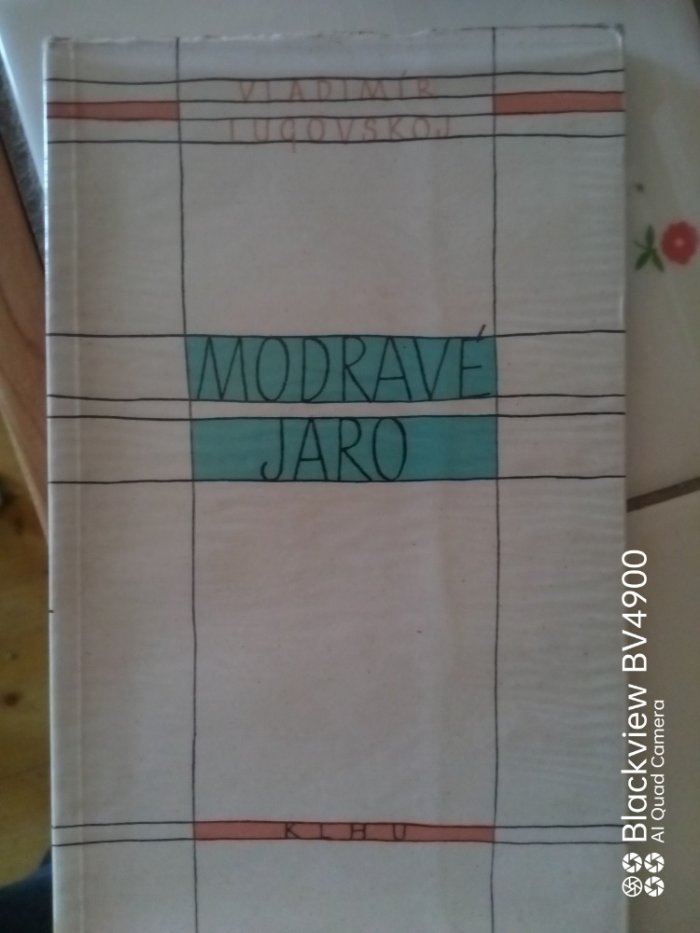 VLADIMÍR
LUGOVSKOJ
MODRAVÉ
JARO
KLHU
Blackview BV4900
AI Quad Camera